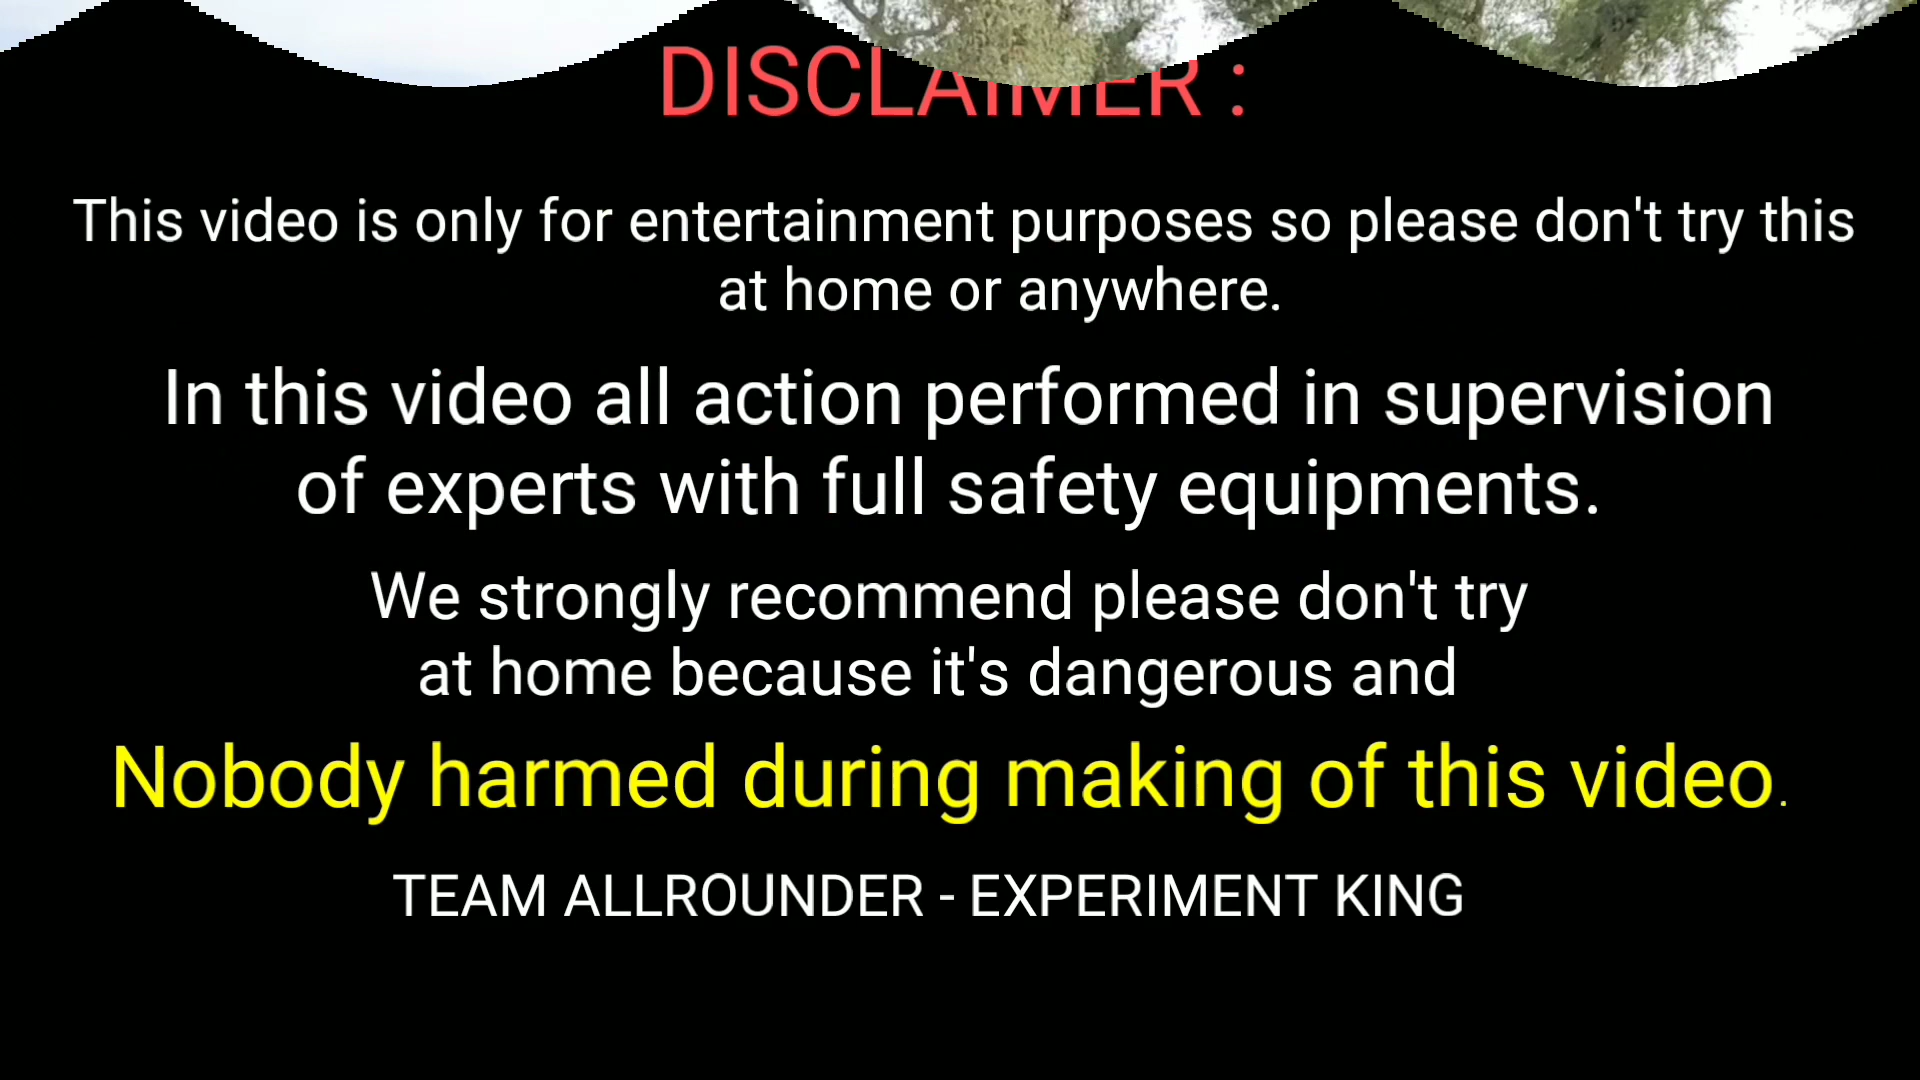 DISCLAIMER :
This video is only for entertainment purposes so please don't try this
at home or anywhere.
In this video all action performed in supervision
of experts with full safety equipments.
We strongly recommend please don't try
at home because it's dangerous and
Nobody harmed during making of this video.
TEAM ALLROUNDER - EXPERIMENT KING